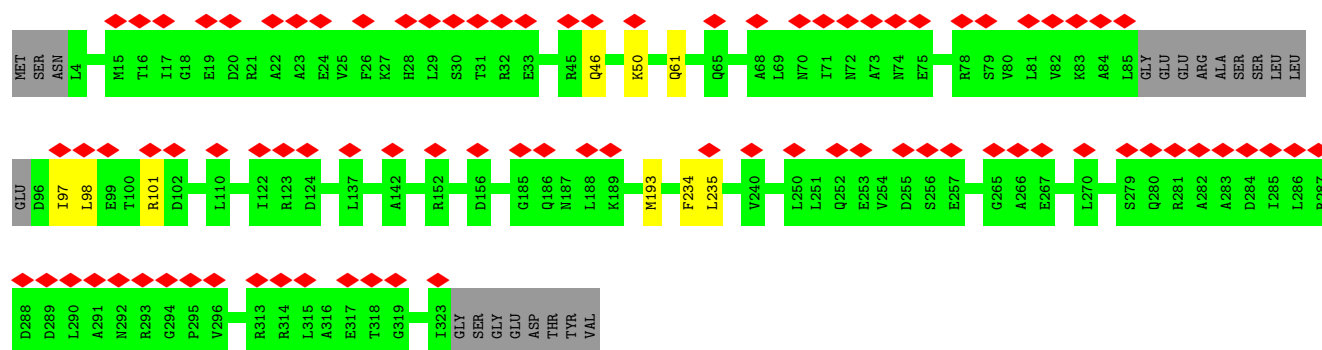 MET SER ASN L4 M15 T16 I17 G18 E19 D20 R21 A22 A23 E24 V25 F26 K27 H28 L29 S30 T31 R32 E33 R45 Q46 K50 Q61 Q65 A68 L69 N70 I71 N72 A73 N74 E75 R78 S79 V80 L81 V82 K83 A84 L85 GLY GLU GLU ARG ALA SER SER LEU LEU
GLU D96 I97 L98 E99 T100 R101 D102 L110 I122 R123 D124 L137 A142 R152 D156 G185 Q186 N187 L188 K189 M193 F234 L235 V240 L250 L251 Q252 E253 V254 D255 S256 E257 G265 A266 E267 L270 S279 Q280 R281 A282 A283 D284 I285 L286 R287
D288 D289 L290 A291 N292 R293 G294 P295 V296 R313 R314 L315 A316 E317 T318 G319 I323 GLY SER GLY GLU ASP THR TYR VAL